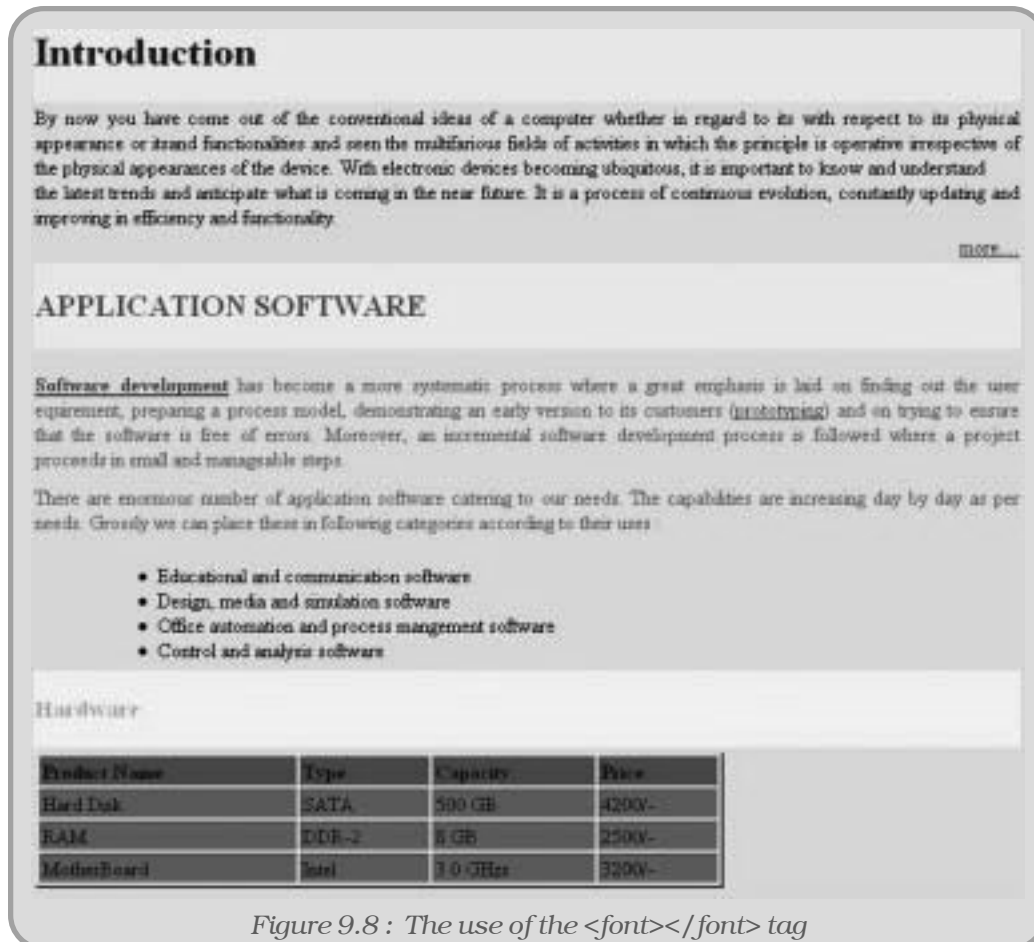 Introduction
By now you have come out of the conventional ideas of a computer whether in regard to its with respect to its physical
appearance or itsand functionalities and seen the multifarious fields of activities in which the principle is operative irrespective of
the physical appearances of the device. With electronic devices becoming ubiquitous, it is important to know and understand
the latest trends and anticipate what is coming in the near future. It is a process of continuous evolution, constantly updating and
improving in efficiency and functionality.
more....
APPLICATION SOFTWARE
Software development has become a more systematic process where a great emphasis is laid on finding out the user
equirement, preparing a process model, demonstrating an early version to its customers (prototyping) and on trying to ensure
that the software is free of errors. Moreover, an incremental software development process is followed where a project
proceeds in small and manageable steps.
There are enormous number of application software catering to our needs. The capabilities are increasing day by day as per
needs. Grossly we can place these in following categories according to their uses :
• Educational and communication software
• Design, media and simulation software
• Office automation and process mangement software
• Control and analysis software
Hardware
Product Name Type Capacity Price
Hard Disk SATA 500 GB 4200/-
RAM DDR-2 8 GB 2500/-
MotherBoard Intel 3.0 GHzs 3200/-
Figure 9.8 : The use of the <font></font> tag